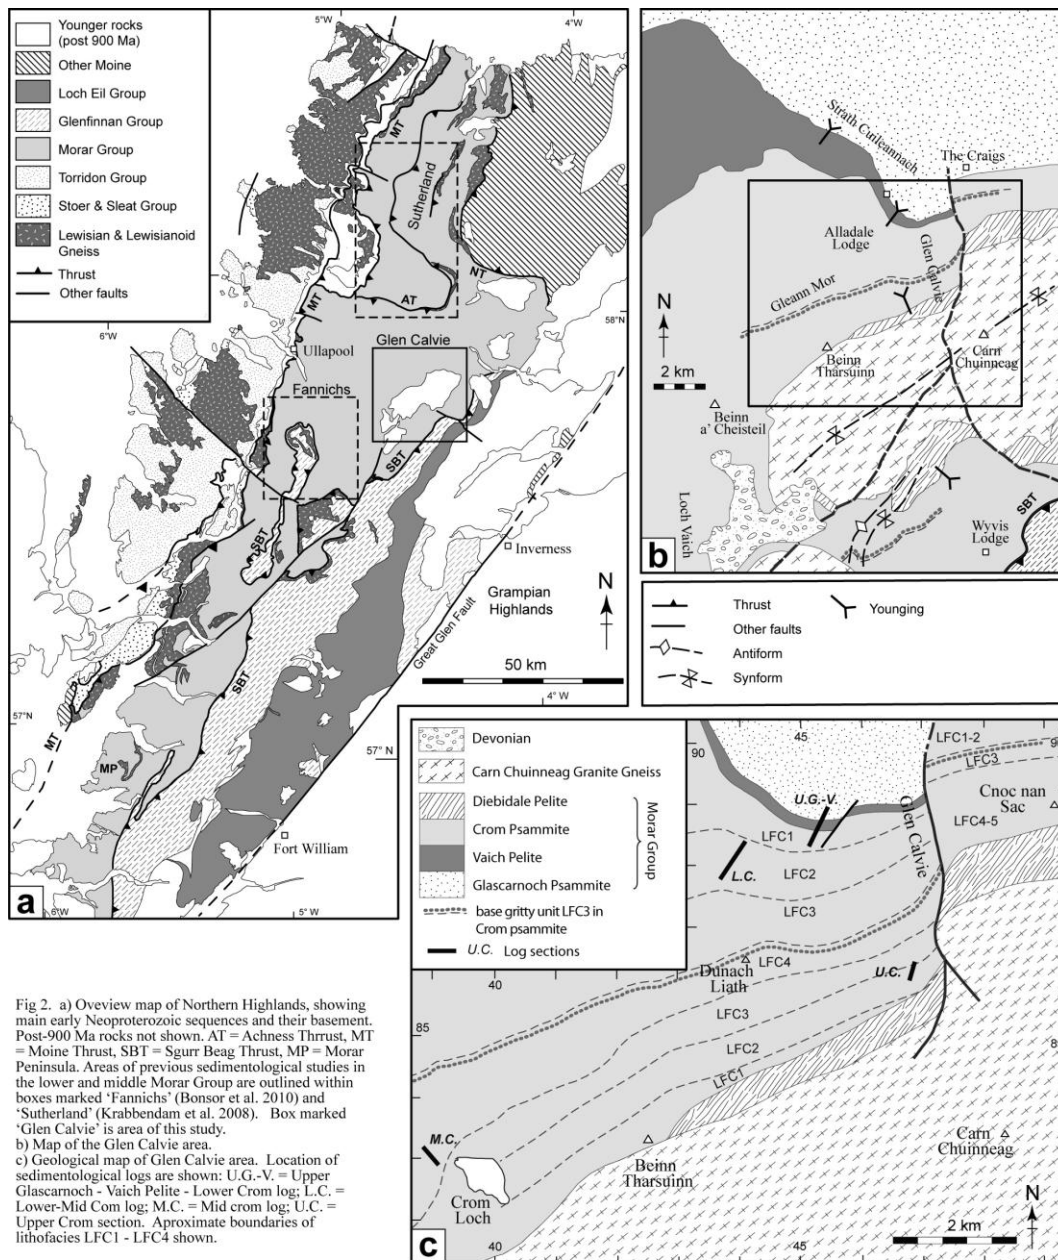 Younger rocks
(post 900 Ma)
Other Moine
Loch Eil Group
Glenfinnan Group
Morar Group
Torridon Group
Stoer & Sleat Group
Lewisian & Lewisianoid
Gneiss
Thrust
Other faults
5°W
4°W
MT
Sutherland
NT
AT
MT
58°N
6°W
Ullapool
Glen Calvie
Fannichs
SBT
SBT
Inverness
Grampian
Highlands
N
Great Glen Fault
50 km
4° W
SBT
57°N
57° N
MT
MP
Fort William
a
6°W
5° W
Strath Cuileannach
The Craigs
Alladale
Lodge
Glen Calvie
Gleann Mor
N
2 km
Beinn
Tharsuinn
Carn
Chuinneag
Beinn
a' Cheisteil
Loch Vaich
Wyvis
Lodge
SBT
b
Thrust
Younging
Other faults
Antiform
Synform
Devonian
Carn Chuinneag Granite Gneiss
Diebidale Pelite
Crom Psammite
Vaich Pelite
Glascarnoch Psammite
Morar
Group
base gritty unit LFC3 in
Crom psammite
U.C. Log sections
90
45
LFC1-2
LFC3
Cnoc nan
Sac
LFC4-5
U.G.-V.
Glen Calvie
LFC1
L.C.
LFC2
LFC3
Dunach
Liath
LFC4
U.C.
40
85
LFC3
LFC2
LFC1
M.C.
Crom
Loch
Beinn
Tharsuinn
Carn
Chuinneag
N
2 km
c
40
45
Fig 2. a) Oveview map of Northern Highlands, showing
main early Neoproterozoic sequences and their basement.
Post-900 Ma rocks not shown. AT = Achness Thrrust, MT
= Moine Thrust, SBT = Sgurr Beag Thrust, MP = Morar
Peninsula. Areas of previous sedimentological studies in
the lower and middle Morar Group are outlined within
boxes marked 'Fannichs' (Bonsor et al. 2010) and
'Sutherland' (Krabbendam et al. 2008). Box marked
'Glen Calvie' is area of this study.
b) Map of the Glen Calvie area.
c) Geological map of Glen Calvie area. Location of
sedimentological logs are shown: U.G.-V. = Upper
Glascarnoch - Vaich Pelite - Lower Crom log; L.C. =
Lower-Mid Com log; M.C. = Mid crom log; U.C. =
Upper Crom section. Aproximate boundaries of
lithofacies LFC1 - LFC4 shown.